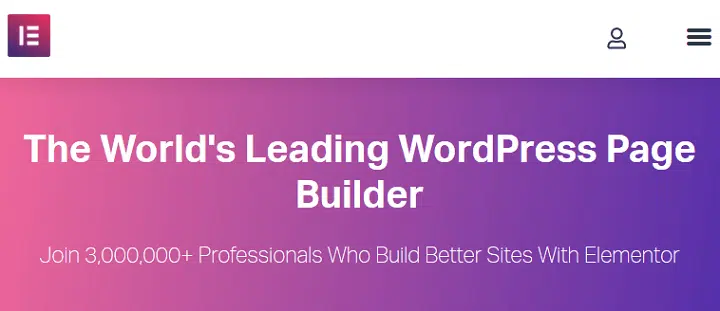 The World's Leading WordPress Page
Builder
Join 3,000,000+ Professionals Who Build Better Sites With Elementor